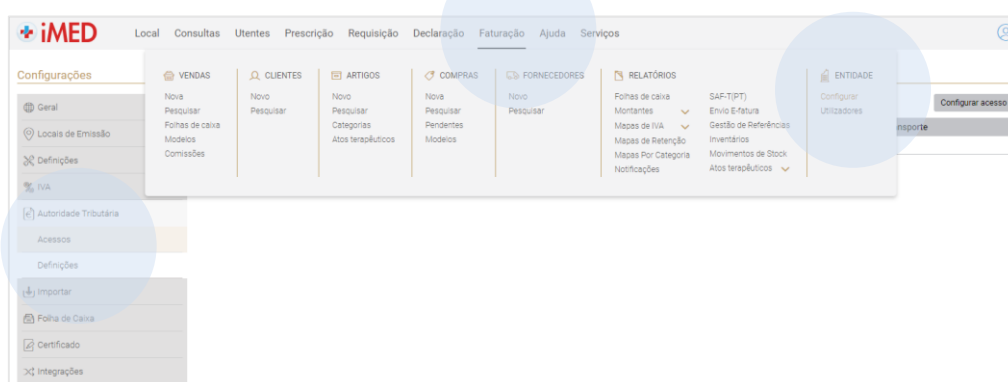 iMED
Local Consultas Utentes Prescrição Requisição Declaração Faturação Ajuda Serviços
Configurações
Geral
Locais de Emissão
Definições
IVA
Autoridade Tributária
Acessos
Definições
Importar
Folha de Caixa
Certificado
Integrações
VENDAS
Nova
Pesquisar
Folhas de caixa
Modelos
Comissões
CLIENTES
Novo
Pesquisar
ARTIGOS
Novo
Pesquisar
Categorias
Atos terapêuticos
COMPRAS
Nova
Pesquisar
Pendentes
Modelos
FORNECEDORES
Novo
Pesquisar
RELATÓRIOS
Folhas de caixa
Montantes
Mapas de IVA
Mapas de Retenção
Mapas Por Categoria
Notificações
SAF-T(PT)
Envio E-fatura
Gestão de Referências
Inventários
Movimentos de Stock
Atos terapêuticos
ENTIDADE
Configurar
Utilizadores
Configurar acesso
nsporte